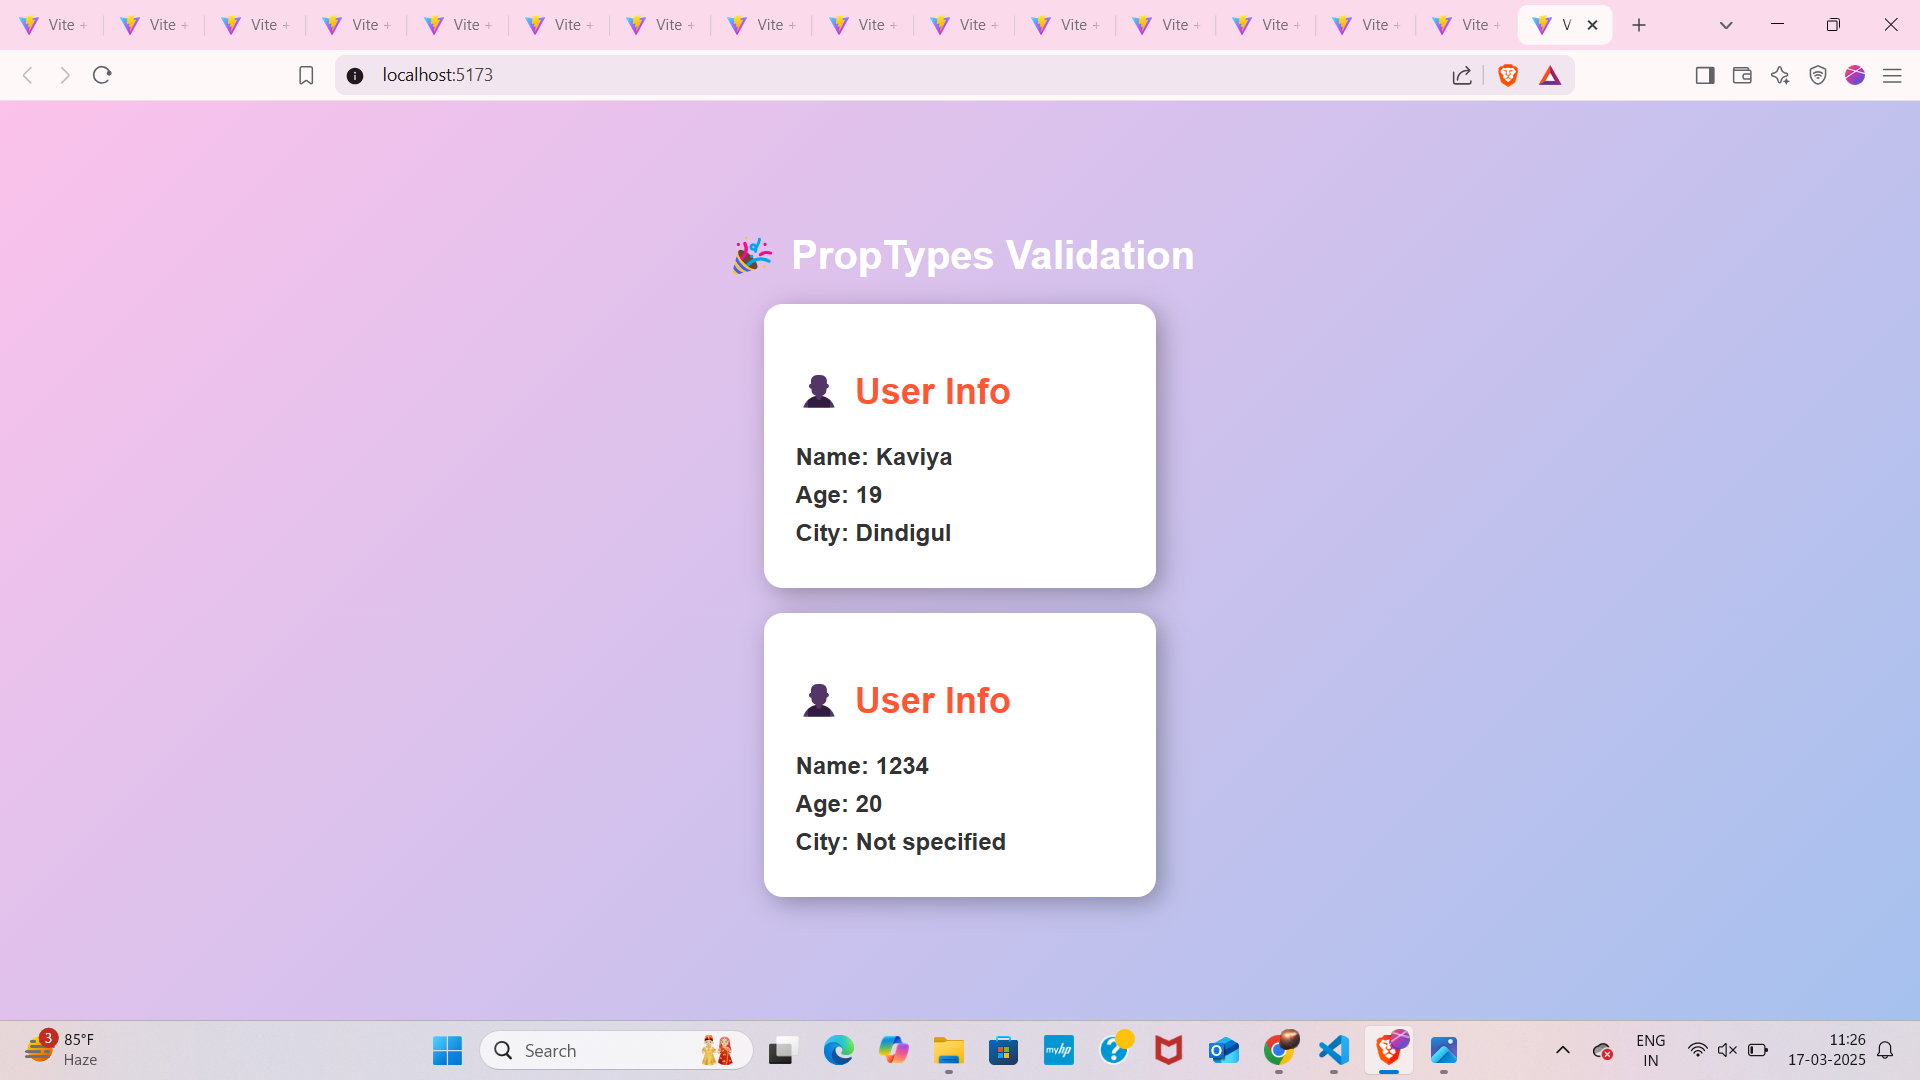 Vite + Vite + Vite + Vite + Vite + Vite + Vite + Vite + Vite + Vite + Vite + Vite + Vite + Vite + Vite + V
localhost:5173
PropTypes Validation
User Info
Name: Kaviya
Age: 19
City: Dindigul
User Info
Name: 1234
Age: 20
City: Not specified
3
85°F
Haze
Search
myhp
ENG
IN
11:26
17-03-2025